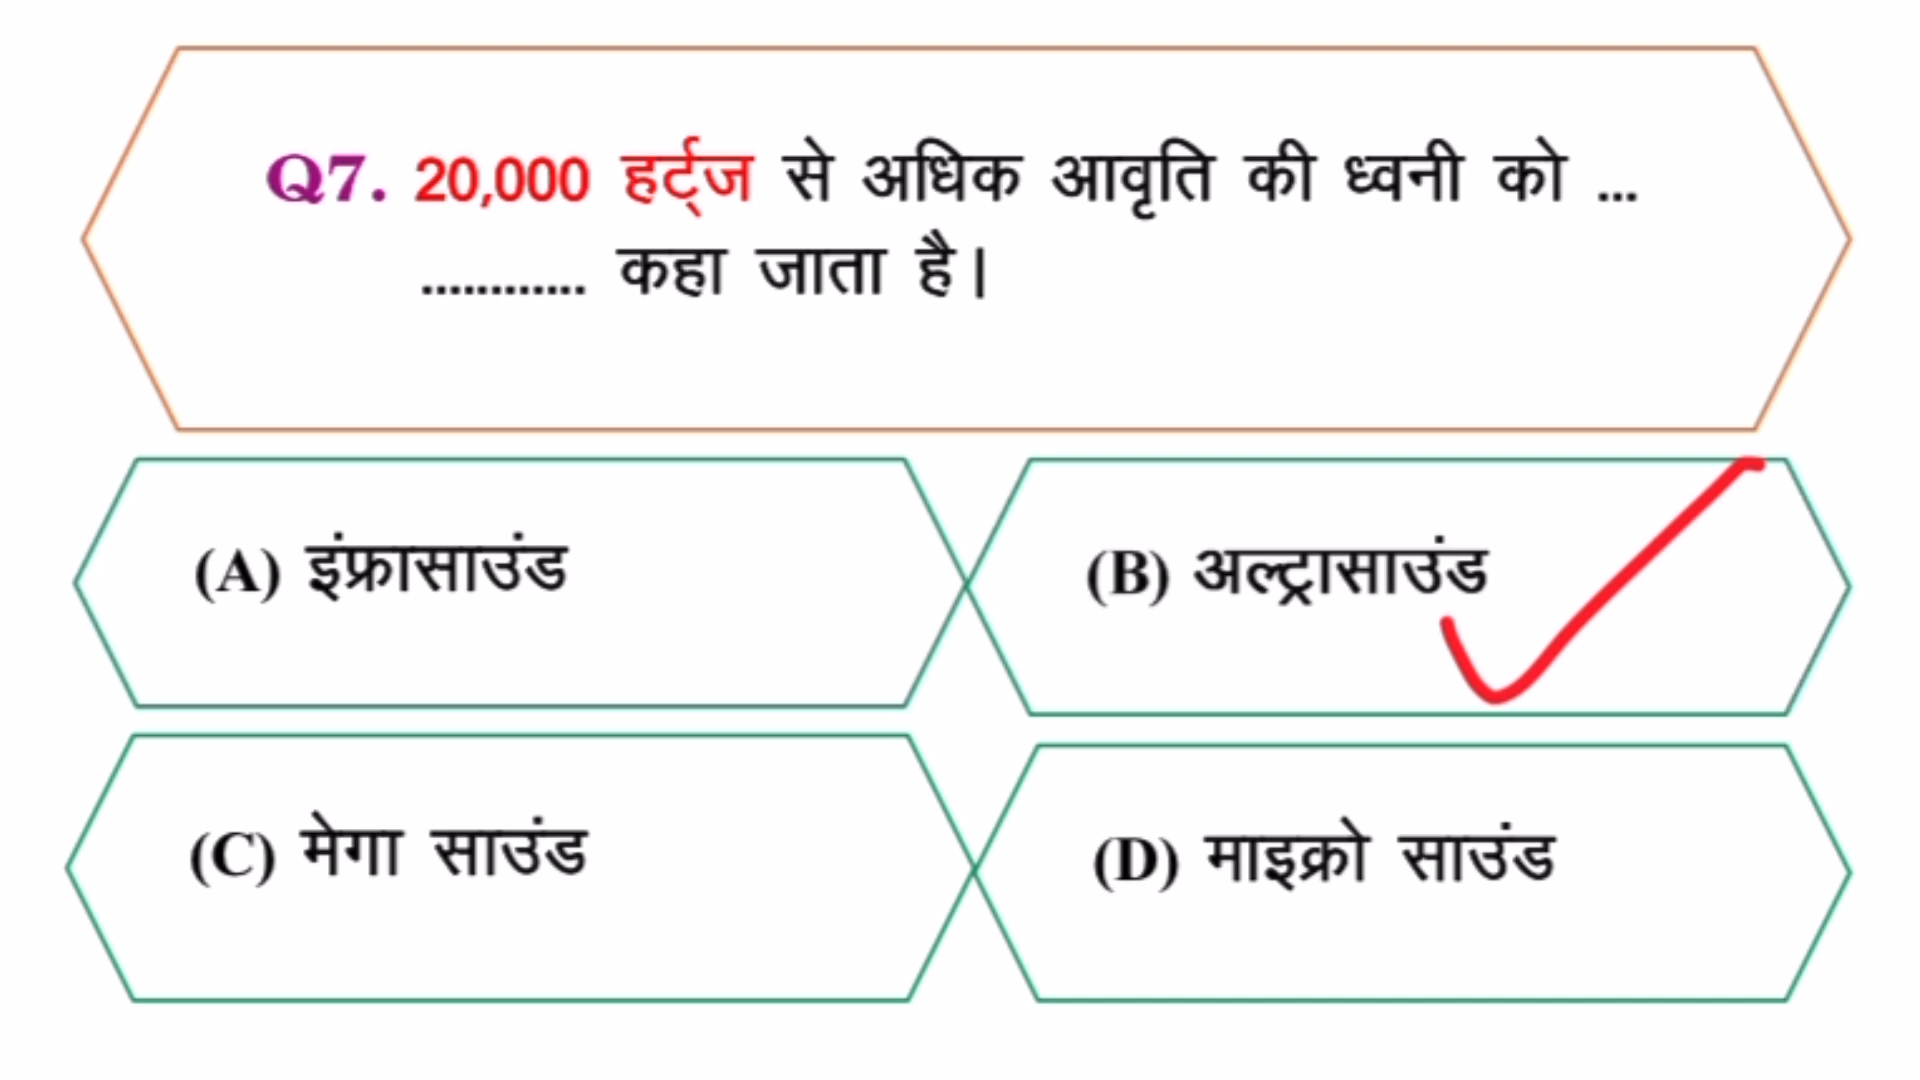 Q7. 20,000 हर्ट्ज से अधिक आवृति की ध्वनी को ...
............ कहा जाता है।
(A) इंफ्रासाउंड
(B) अल्ट्रासाउंड
(C) मेगा साउंड
(D) माइक्रो साउंड